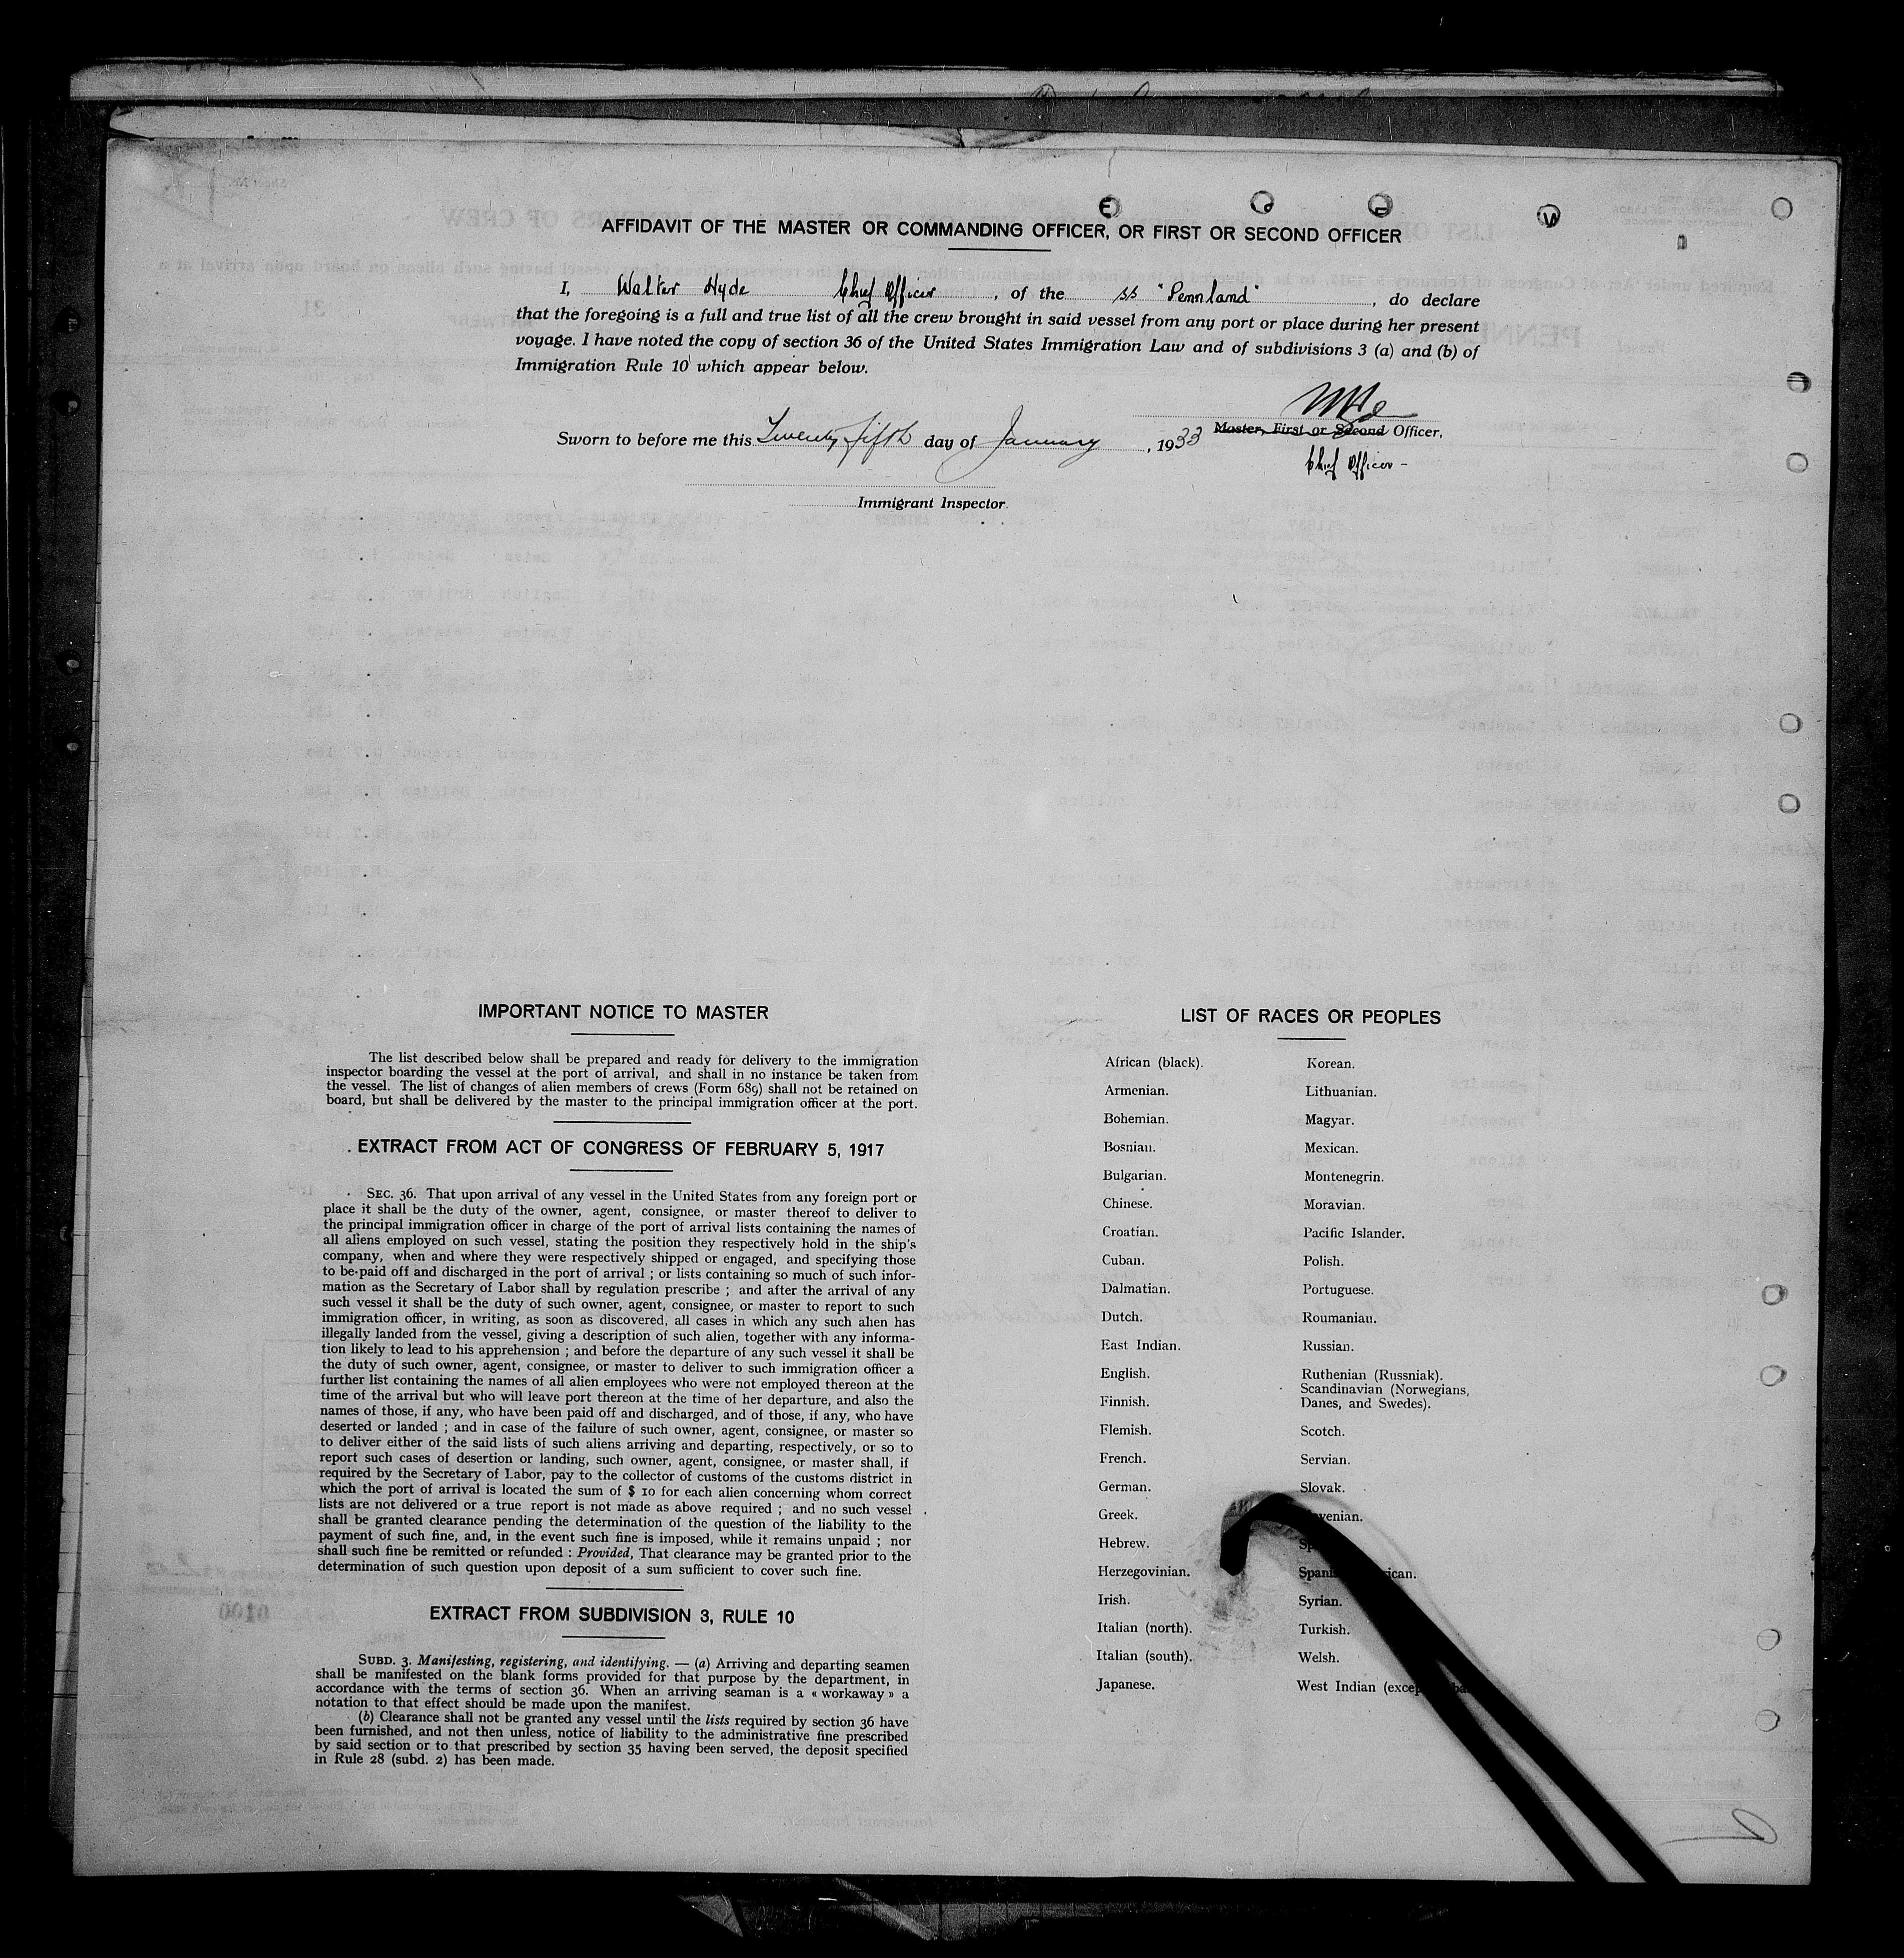 AFFIDAVIT OF THE MASTER OR COMMANDING OFFICER, OR FIRST OR SECOND OFFICER
I, Walter Hyde Chief Officer, of the ss "Pennland", do declare
that the foregoing is a full and true list of all the crew brought in said vessel from any port or place during her present
voyage. I have noted the copy of section 36 of the United States Immigration Law and of subdivisions 3 (a) and (b) of
Immigration Rule 10 which appear below.
Sworn to before me this Twenty fifth day of January, 1933
Master, First or Second Officer,
Chief Officer -
Immigrant Inspector
IMPORTANT NOTICE TO MASTER
The list described below shall be prepared and ready for delivery to the immigration
inspector boarding the vessel at the port of arrival, and shall in no instance be taken from
the vessel. The list of changes of alien members of crews (Form 689) shall not be retained on
board, but shall be delivered by the master to the principal immigration officer at the port.
EXTRACT FROM ACT OF CONGRESS OF FEBRUARY 5, 1917
SEC. 36. That upon arrival of any vessel in the United States from any foreign port or
place it shall be the duty of the owner, agent, consignee, or master thereof to deliver to
the principal immigration officer in charge of the port of arrival lists containing the names of
all aliens employed on such vessel, stating the position they respectively hold in the ship's
company, when and where they were respectively shipped or engaged, and specifying those
to be paid off and discharged in the port of arrival ; or lists containing so much of such infor-
mation as the Secretary of Labor shall by regulation prescribe ; and after the arrival of any
such vessel it shall be the duty of such owner, agent, consignee, or master to report to such
immigration officer, in writing, as soon as discovered, all cases in which any such alien has
illegally landed from the vessel, giving a description of such alien, together with any informa-
tion likely to lead to his apprehension ; and before the departure of any such vessel it shall be
the duty of such owner, agent, consignee, or master to deliver to such immigration officer a
further list containing the names of all alien employees who were not employed thereon at the
time of the arrival but who will leave port thereon at the time of her departure, and also the
names of those, if any, who have been paid off and discharged, and of those, if any, who have
deserted or landed ; and in case of the failure of such owner, agent, consignee, or master so
to deliver either of the said lists of such aliens arriving and departing, respectively, or so to
report such cases of desertion or landing, such owner, agent, consignee, or master shall, if
required by the Secretary of Labor, pay to the collector of customs of the customs district in
which the port of arrival is located the sum of $ 10 for each alien concerning whom correct
lists are not delivered or a true report is not made as above required ; and no such vessel
shall be granted clearance pending the determination of the question of the liability to the
payment of such fine, and, in the event such fine is imposed, while it remains unpaid ; nor
shall such fine be remitted or refunded : Provided, That clearance may be granted prior to the
determination of such question upon deposit of a sum sufficient to cover such fine.
EXTRACT FROM SUBDIVISION 3, RULE 10
SUBD. 3. Manifesting, registering, and identifying. — (a) Arriving and departing seamen
shall be manifested on the blank forms provided for that purpose by the department, in
accordance with the terms of section 36. When an arriving seaman is a « workaway » a
notation to that effect should be made upon the manifest.
(b) Clearance shall not be granted any vessel until the lists required by section 36 have
been furnished, and not then unless, notice of liability to the administrative fine prescribed
by said section or to that prescribed by section 35 having been served, the deposit specified
in Rule 28 (subd. 2) has been made.
LIST OF RACES OR PEOPLES
African (black).
Armenian.
Bohemian.
Bosnian.
Bulgarian.
Chinese.
Croatian.
Cuban.
Dalmatian.
Dutch.
East Indian.
English.
Finnish.
Flemish.
French.
German.
Greek.
Hebrew.
Herzegovinian.
Irish.
Italian (north).
Italian (south).
Japanese.
Korean.
Lithuanian.
Magyar.
Mexican.
Montenegrin.
Moravian.
Pacific Islander.
Polish.
Portuguese.
Roumanian.
Russian.
Ruthenian (Russniak).
Scandinavian (Norwegians,
Danes, and Swedes).
Scotch.
Servian.
Slovak.
Syrian.
Turkish.
Welsh.
West Indian